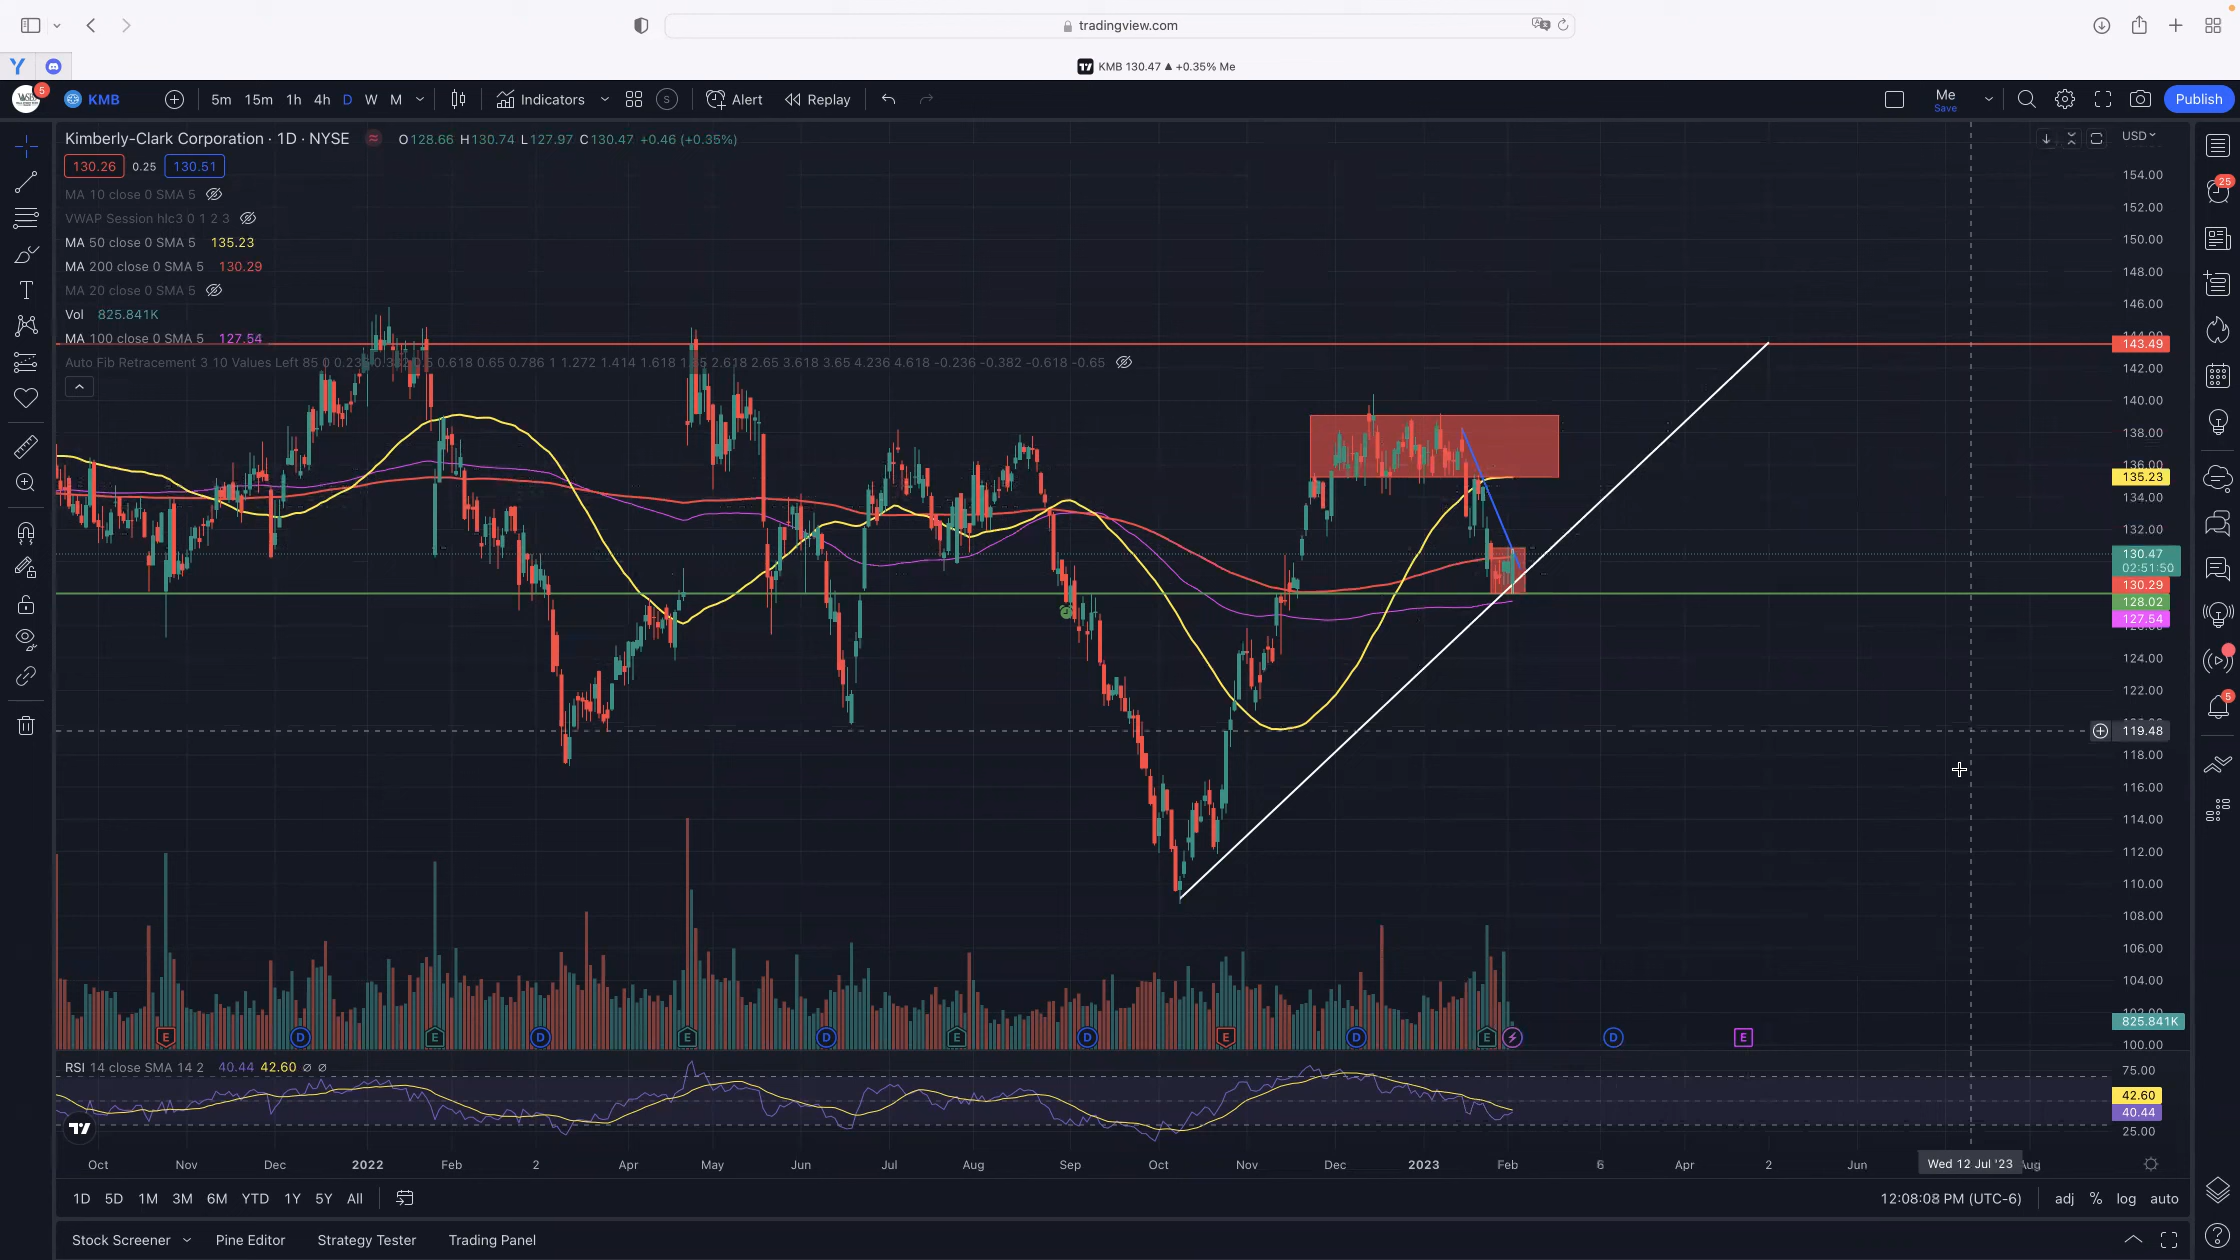 tradingview.com
KMB 130.47 ▲ +0.35% Me
5
KMB
5m 15m 1h 4h D W M
Indicators
S
Alert
Replay
Me
Save
Publish
Kimberly-Clark Corporation · 1D · NYSE
O128.66 H130.74 L127.97 C130.47 +0.46 (+0.35%)
USD
130.26 0.25 130.51
MA 10 close 0 SMA 5
VWAP Session hlc3 0 1 2 3
MA 50 close 0 SMA 5 135.23
MA 200 close 0 SMA 5 130.29
MA 20 close 0 SMA 5
Vol 825.841K
MA 100 close 0 SMA 5 127.54
154.00
152.00
150.00
148.00
146.00
143.49
142.00
140.00
138.00
135.23
134.00
132.00
130.47
02:51:50
130.29
128.02
127.54
124.00
122.00
119.48
118.00
116.00
114.00
112.00
110.00
108.00
106.00
104.00
825.841K
100.00
25
5
E D E D E D E D E D E D E
RSI 14 close SMA 14 2 40.44 42.60 ∅ ∅
75.00
42.60
40.44
25.00
Oct Nov Dec 2022 Feb 2 Apr May Jun Jul Aug Sep Oct Nov Dec 2023 Feb 6 Apr 2 Jun Wed 12 Jul '23 Aug
1D 5D 1M 3M 6M YTD 1Y 5Y All
12:08:08 PM (UTC-6) adj % log auto
Stock Screener Pine Editor Strategy Tester Trading Panel